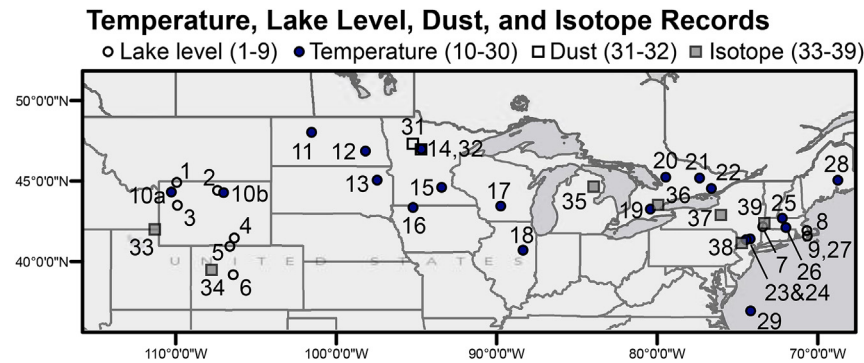 Temperature, Lake Level, Dust, and Isotope Records
Lake level (1-9) Temperature (10-30) Dust (31-32) Isotope (33-39)
50°0'0"N
31
11 12 14,32
20 21 22 28
45°0'0"N
1 2
10a 10b 13 15 17 35 36 25
3 16 19 37 39 8
33 4 18 38 9,27
5 7
40°0'0"N
UNITED STATES
26
34 6 23&24
29
110°0'0"W 100°0'0"W 90°0'0"W 80°0'0"W 70°0'0"W